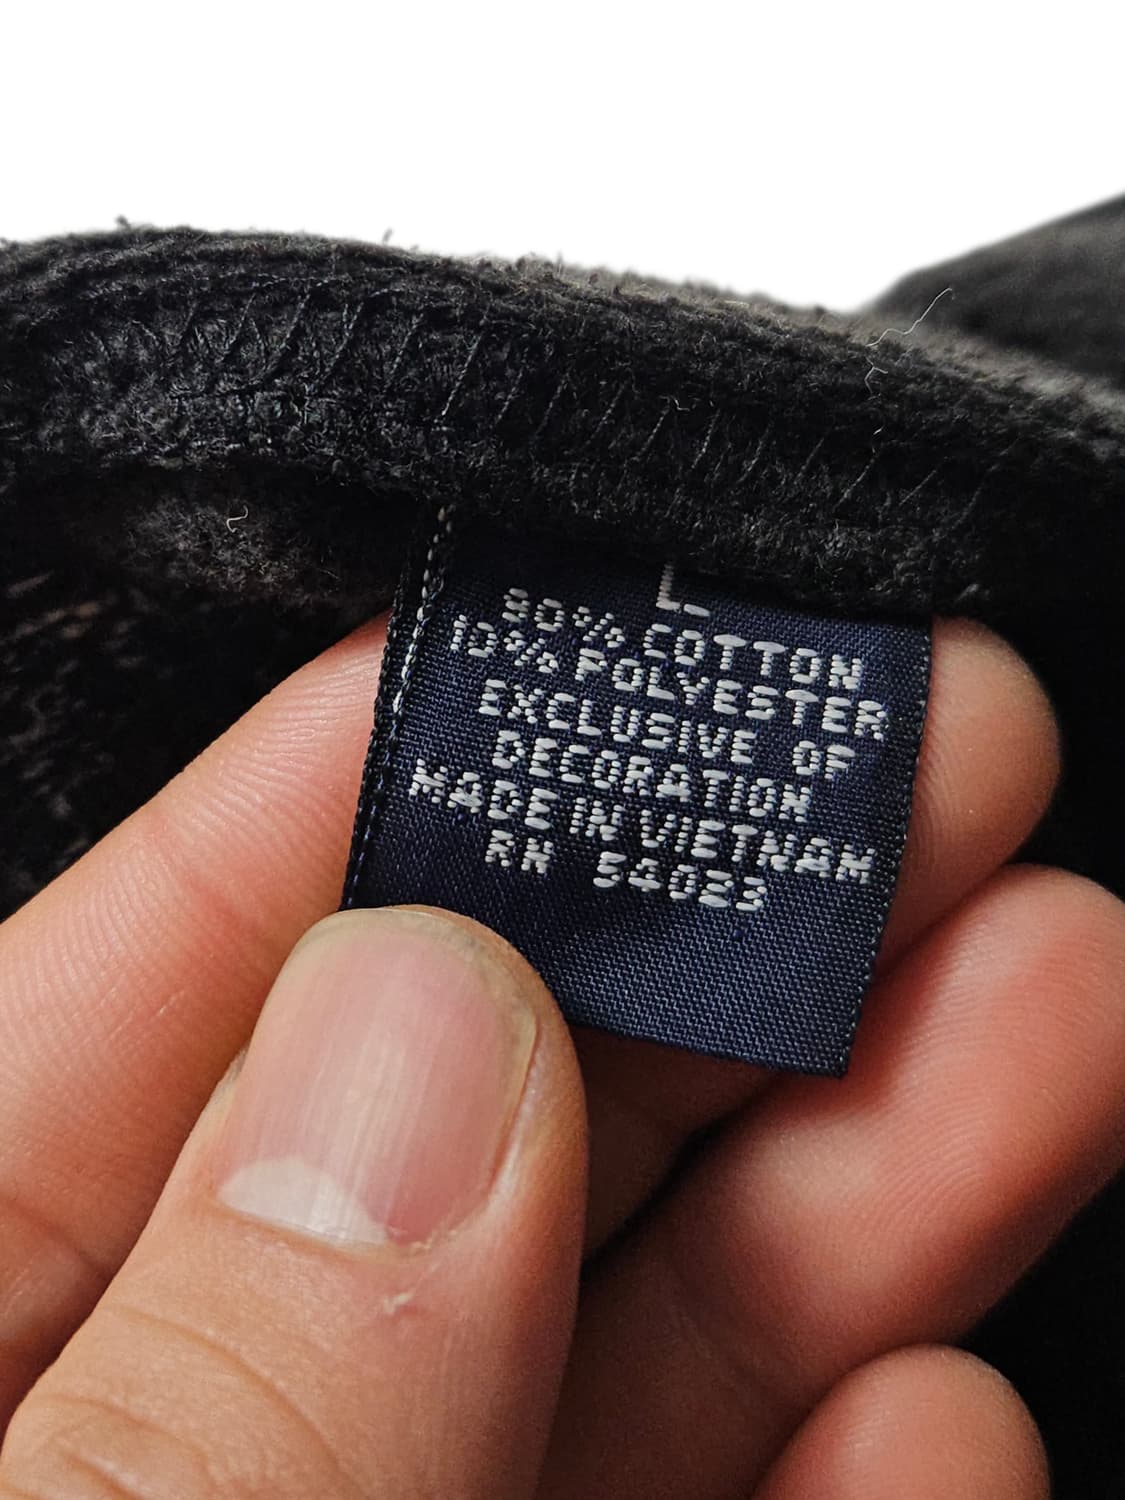 L
90% COTTON
10% POLYESTER
EXCLUSIVE OF
DECORATION
MADE IN VIETNAM
RN 54023